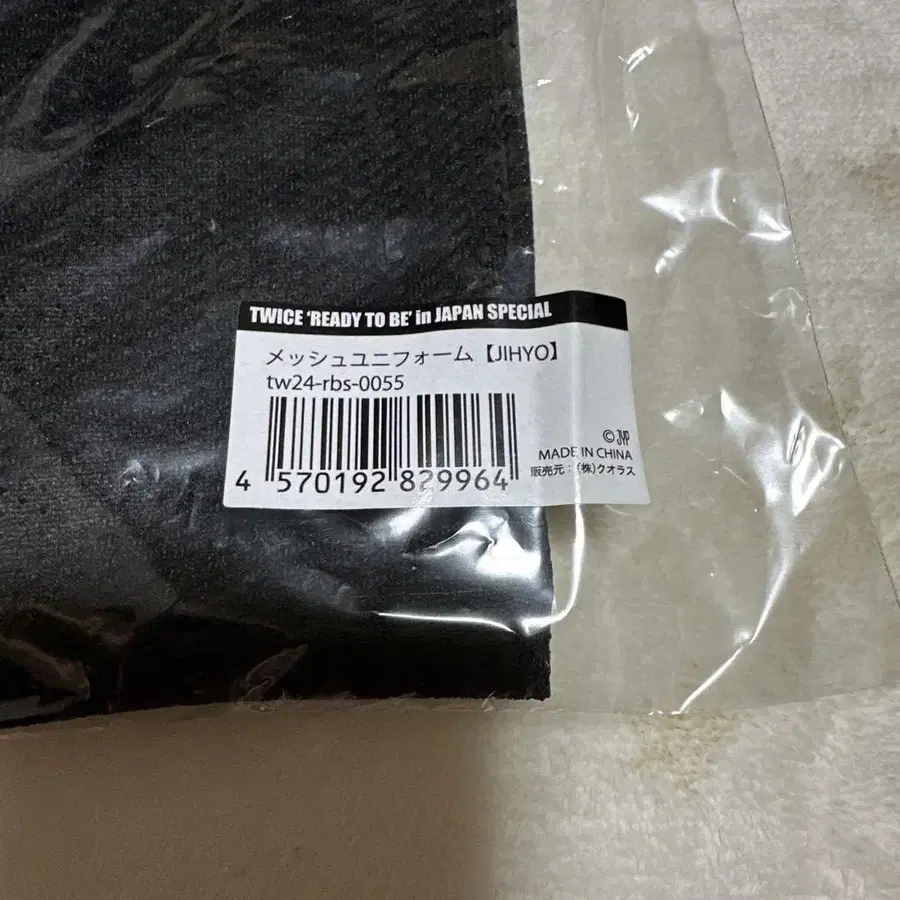 TWICE 'READY TO BE' in JAPAN SPECIAL
メッシュユニフォーム【JIHYO】
tw24-rbs-0055
4 570192 829964
© JYP
MADE IN CHINA
販売元:(株)クオラス